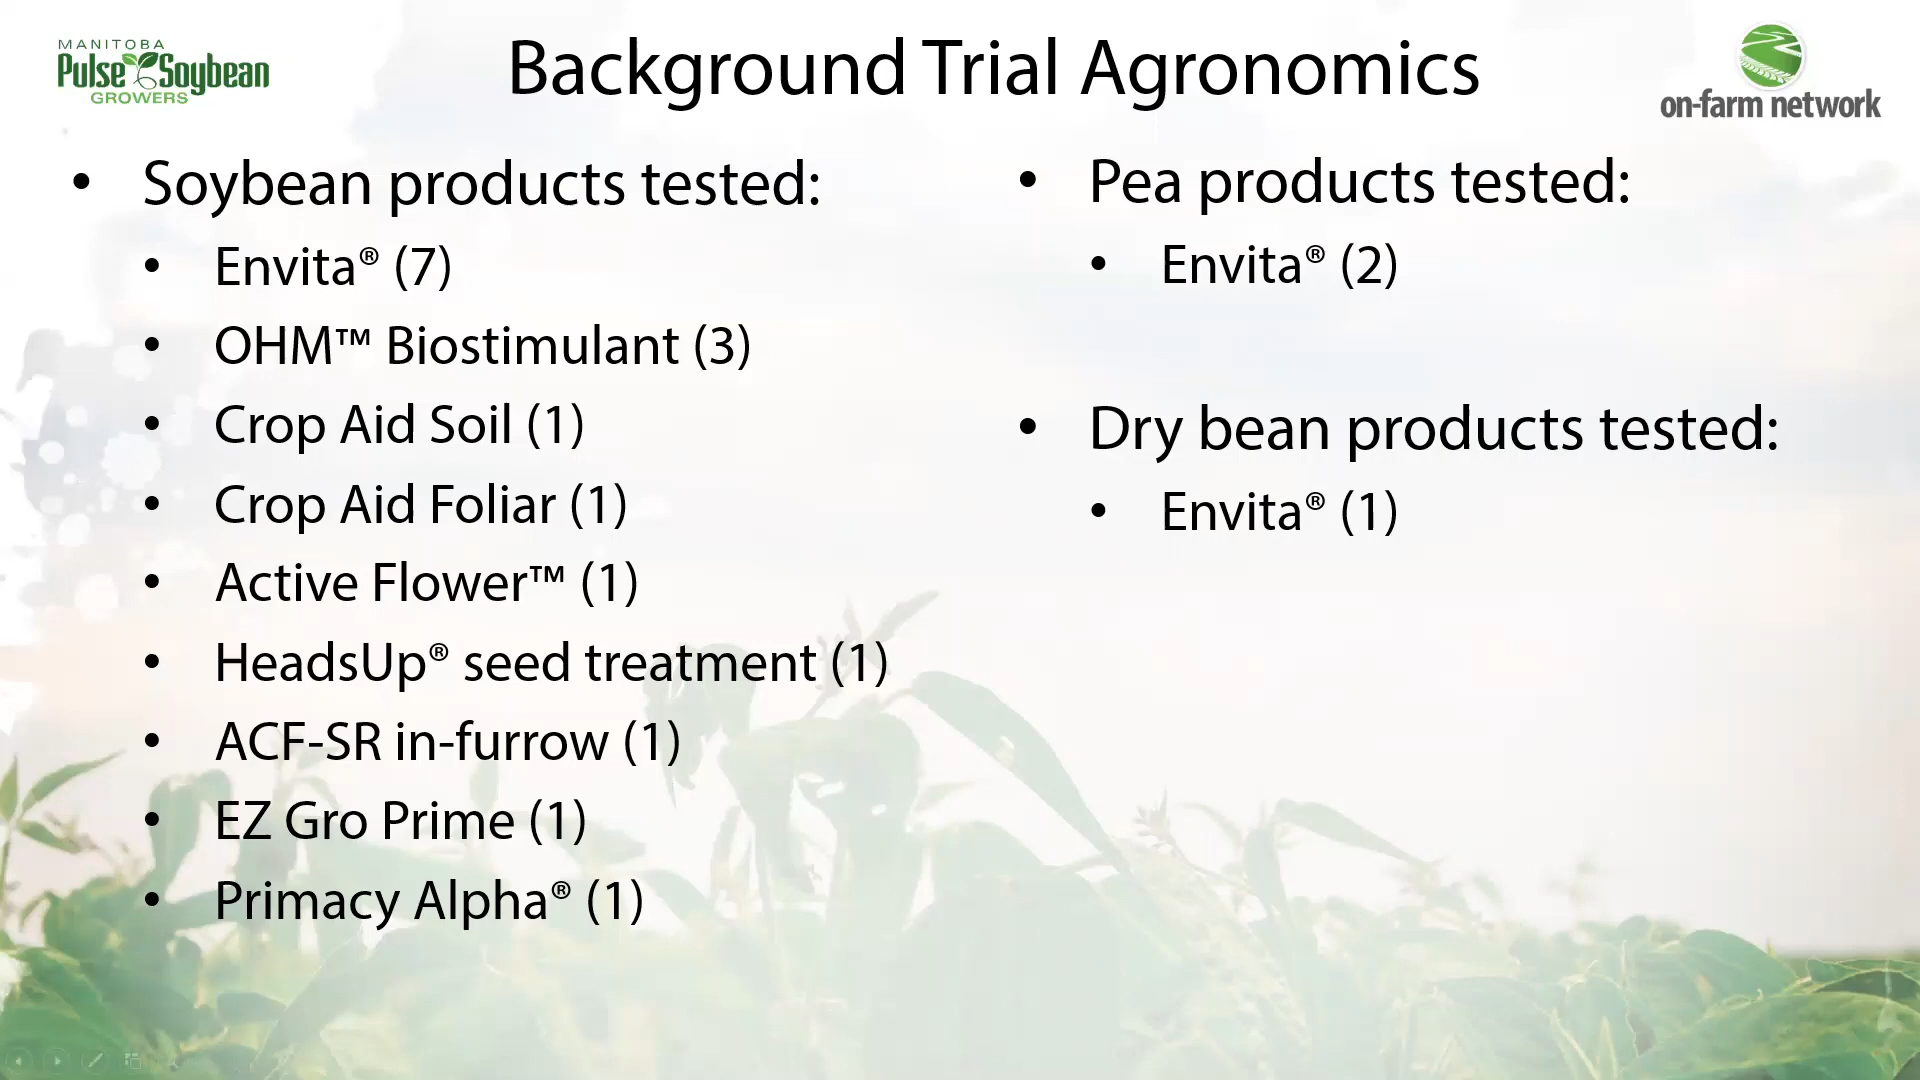 MANITOBA
Pulse Soybean
GROWERS
Background Trial Agronomics
on-farm network
• Soybean products tested:
• Envita® (7)
• OHM™ Biostimulant (3)
• Crop Aid Soil (1)
• Crop Aid Foliar (1)
• Active Flower™ (1)
• HeadsUp® seed treatment (1)
• ACF-SR in-furrow (1)
• EZ Gro Prime (1)
• Primacy Alpha® (1)
• Pea products tested:
• Envita® (2)
• Dry bean products tested:
• Envita® (1)